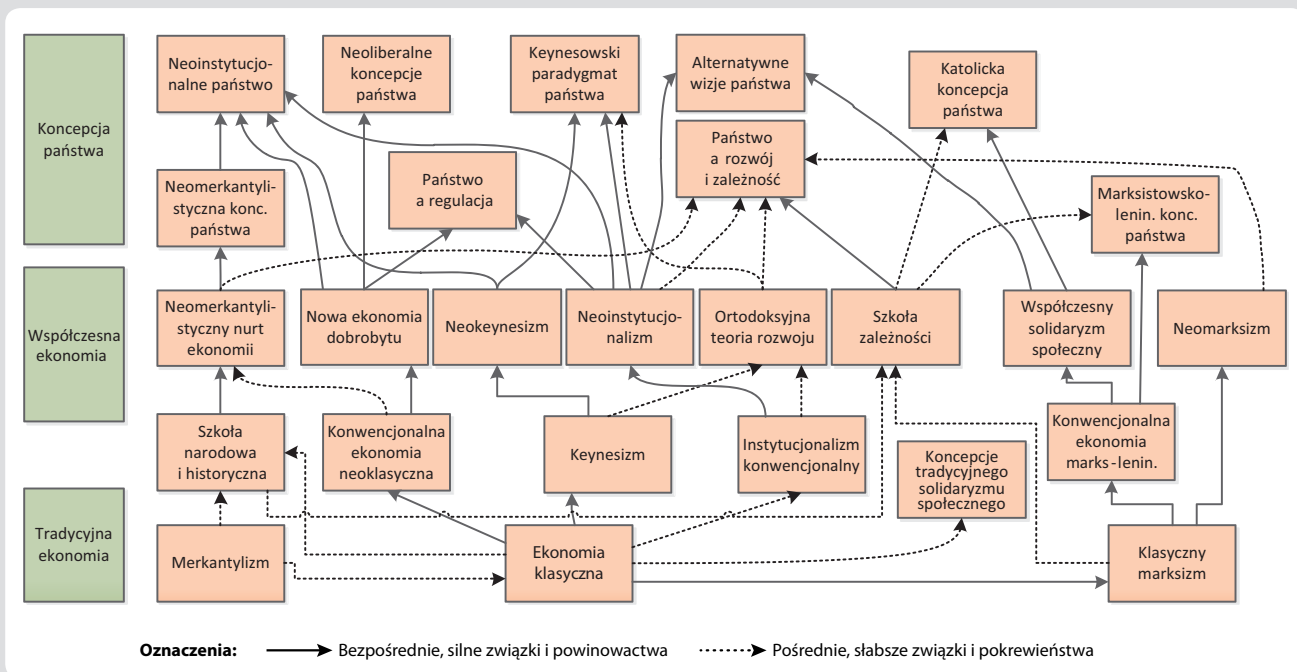 Koncepcja
państwa
Neoinstytucjo-
nalne państwo
Neoliberalne
koncepcje
państwa
Keynesowski
paradygmat
państwa
Alternatywne
wizje państwa
Katolicka
koncepcja
państwa
Państwo
a rozwój
i zależność
Państwo
a regulacja
Neomerkantyli-
styczna konc.
państwa
Marksistowsko-
lenin. konc.
państwa
Współczesna
ekonomia
Neomerkantyli-
styczny nurt
ekonomii
Nowa ekonomia
dobrobytu
Neokeynesizm
Neoinstytucjo-
nalizm
Ortodoksyjna
teoria rozwoju
Szkoła
zależności
Współczesny
solidaryzm
społeczny
Neomarksizm
Szkoła
narodowa
i historyczna
Konwencjonalna
ekonomia
neoklasyczna
Keynesizm
Instytucjonalizm
konwencjonalny
Koncepcje
tradycyjnego
solidaryzmu
społecznego
Konwencjonalna
ekonomia
marks-lenin.
Tradycyjna
ekonomia
Merkantylizm
Ekonomia
klasyczna
Klasyczny
marksizm
Oznaczenia: Bezpośrednie, silne związki i powinowactwa Pośrednie, słabsze związki i pokrewieństwa